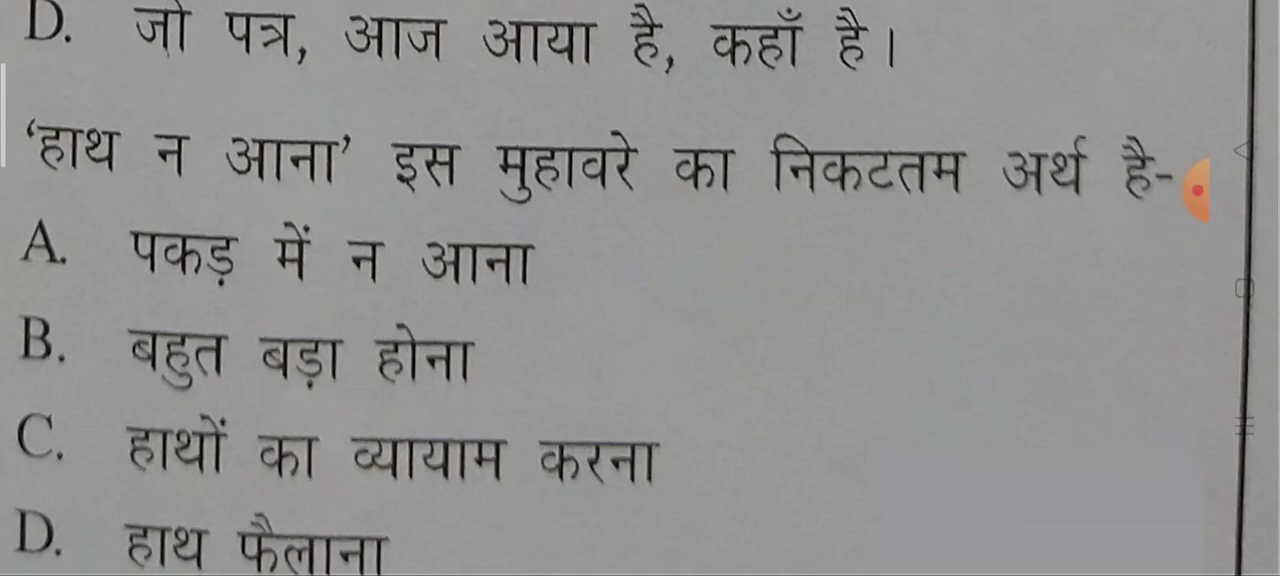 D. जो पत्र, आज आया है, कहाँ है।
‘हाथ न आना’ इस मुहावरे का निकटतम अर्थ है-
A. पकड़ में न आना
B. बहुत बड़ा होना
C. हाथों का व्यायाम करना
D. हाथ फैलाना